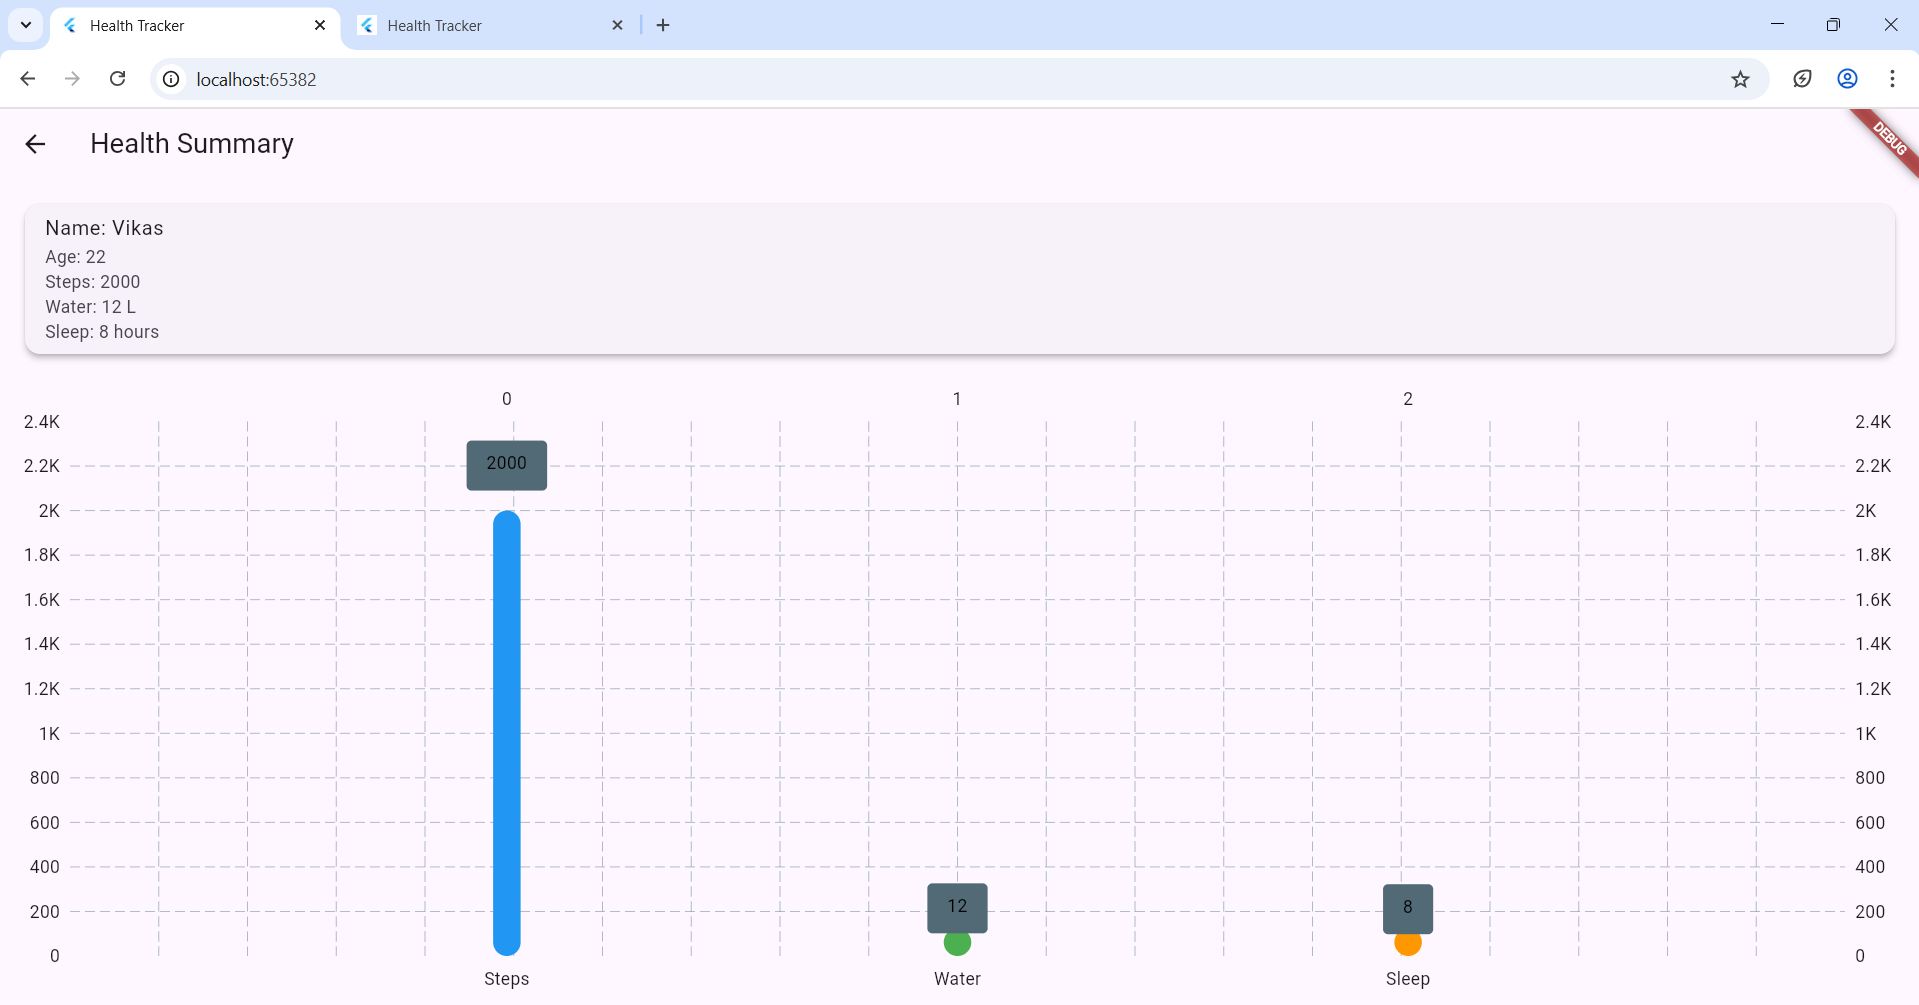 Health Tracker
Health Tracker
localhost:65382
DEBUG
Health Summary
Name: Vikas
Age: 22
Steps: 2000
Water: 12 L
Sleep: 8 hours
0 1 2
2.4K 2.4K
2000
2.2K 2.2K
2K 2K
1.8K 1.8K
1.6K 1.6K
1.4K 1.4K
1.2K 1.2K
1K 1K
800 800
600 600
400 400
12 8
200 200
0 0
Steps Water Sleep